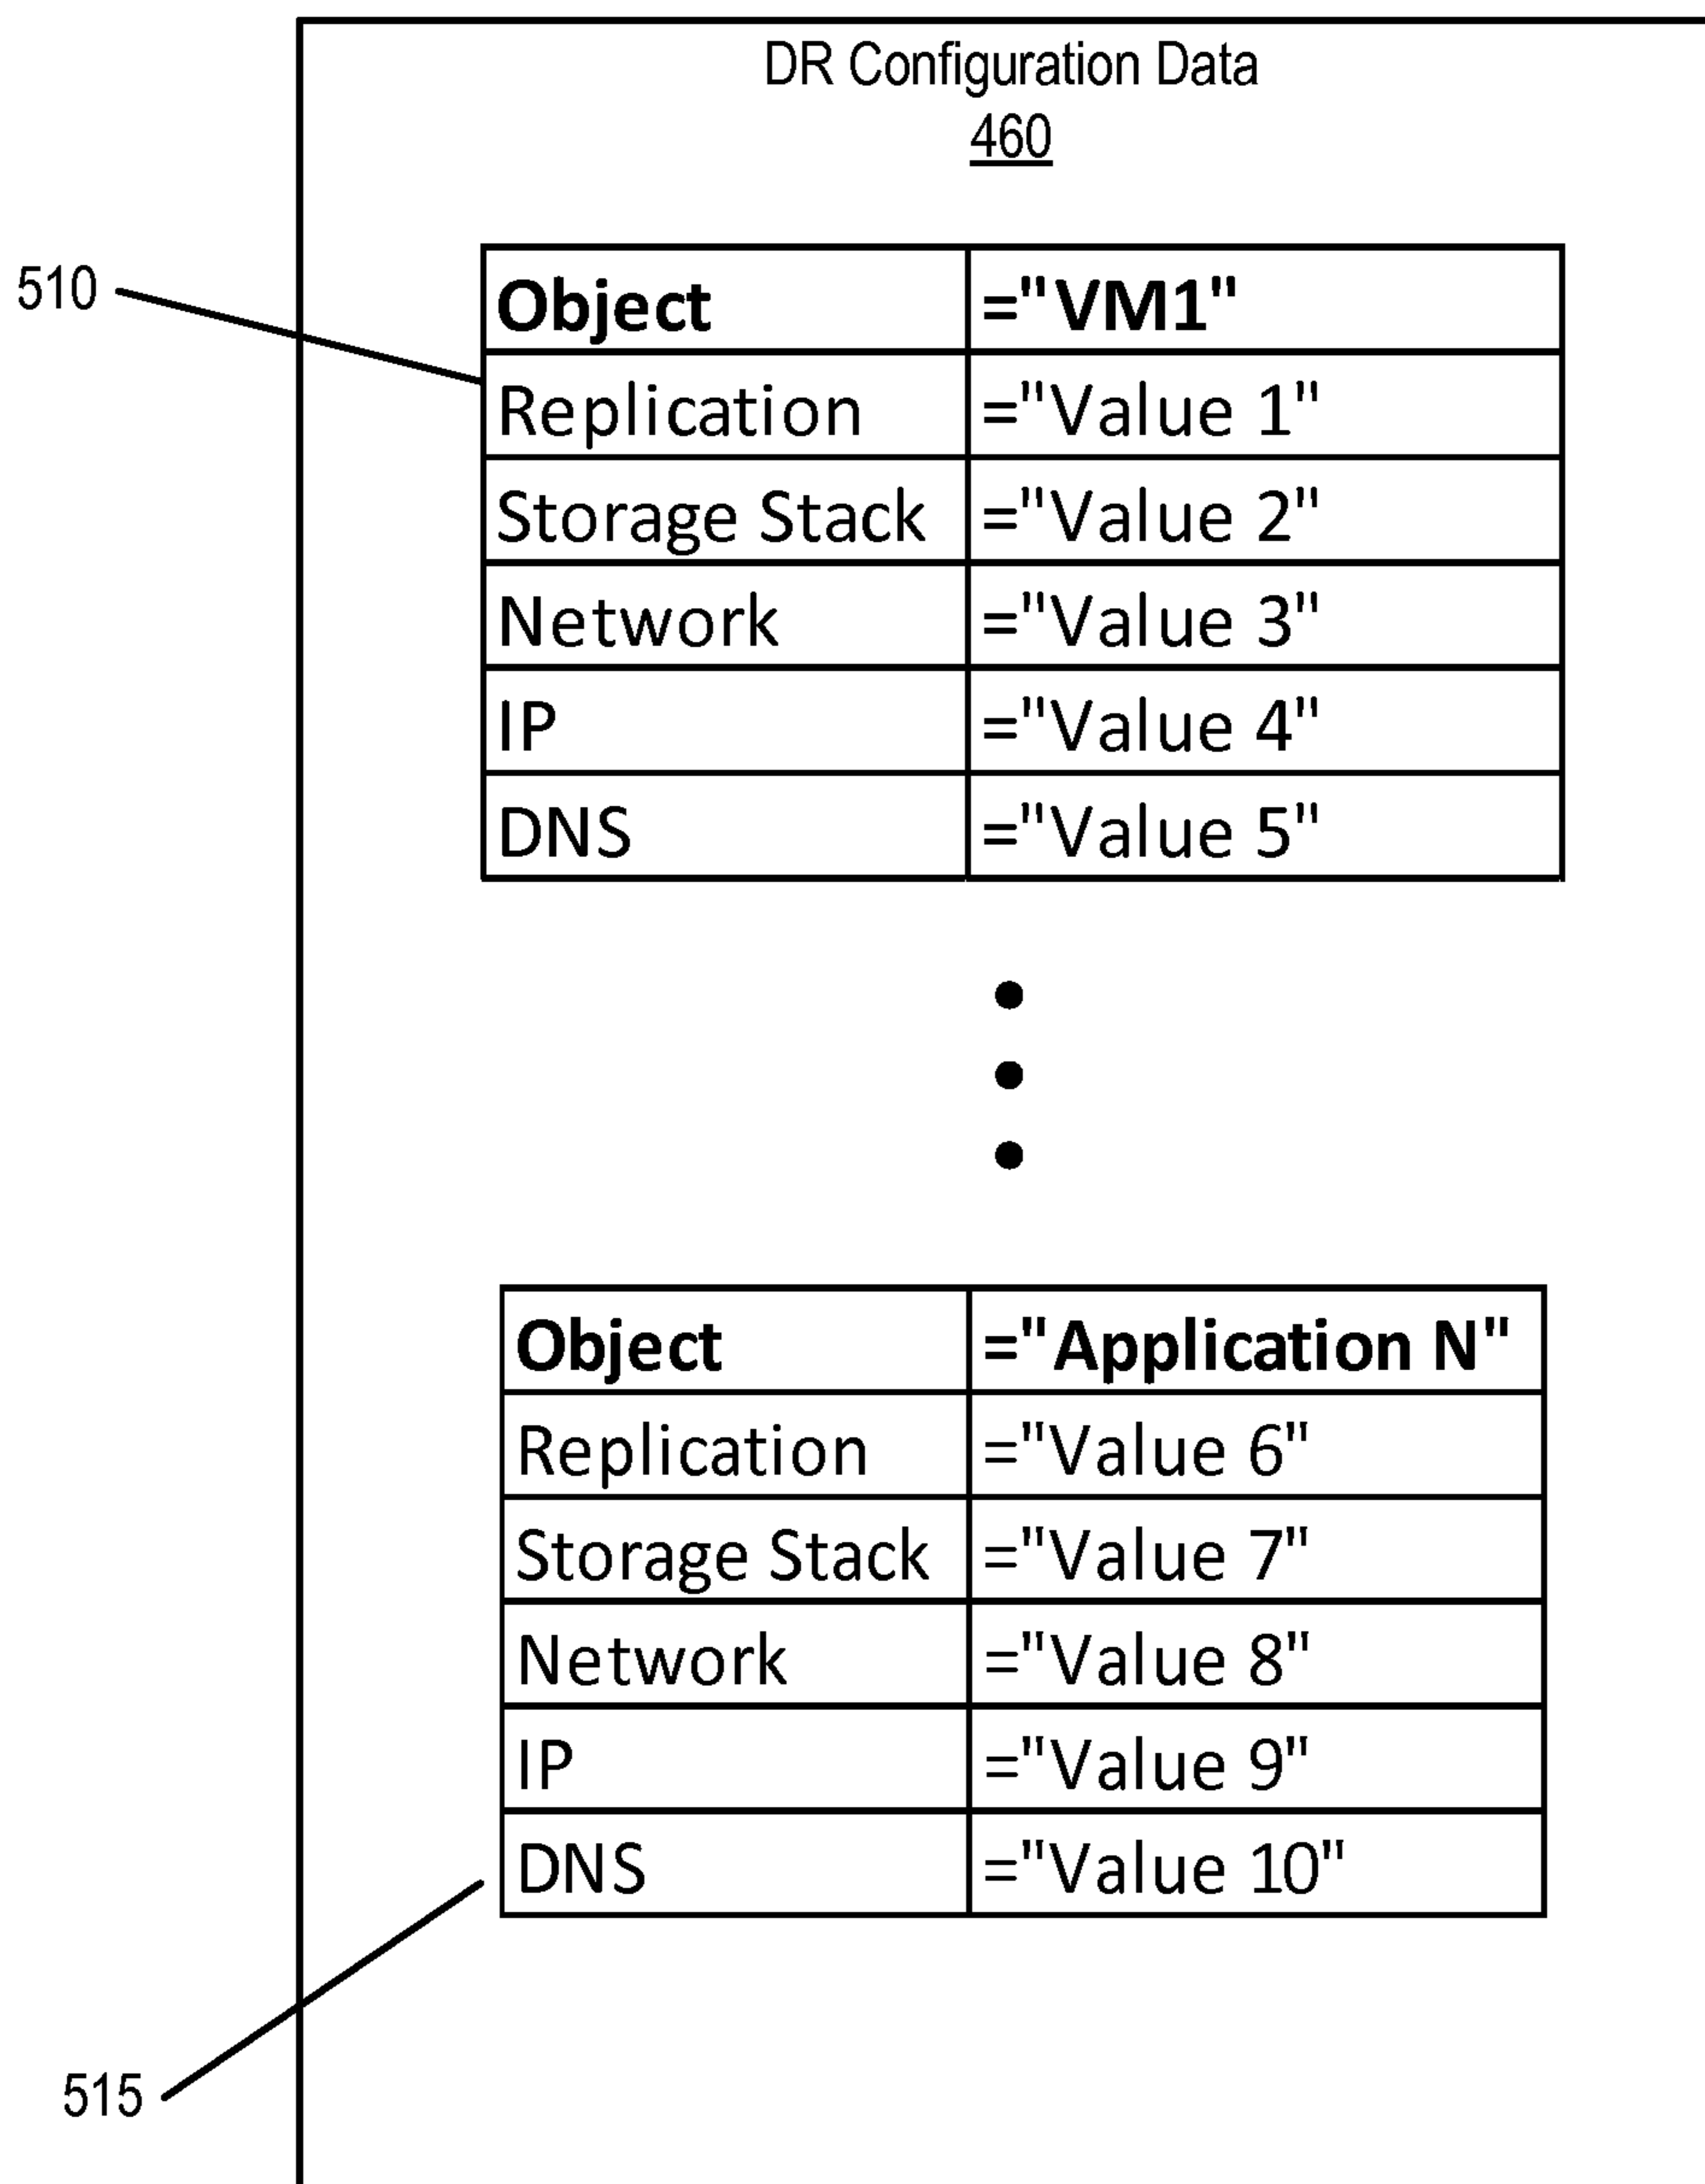 DR Configuration Data
460
510
Object ="VM1"
Replication ="Value 1"
Storage Stack ="Value 2"
Network ="Value 3"
IP ="Value 4"
DNS ="Value 5"
Object ="Application N"
Replication ="Value 6"
Storage Stack ="Value 7"
Network ="Value 8"
IP ="Value 9"
DNS ="Value 10"
515